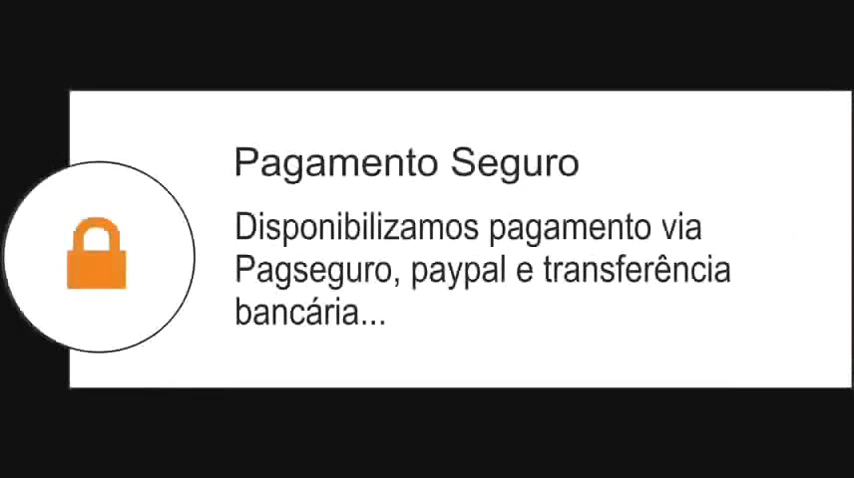 Pagamento Seguro
Disponibilizamos pagamento via
Pagseguro, paypal e transferência
bancária...